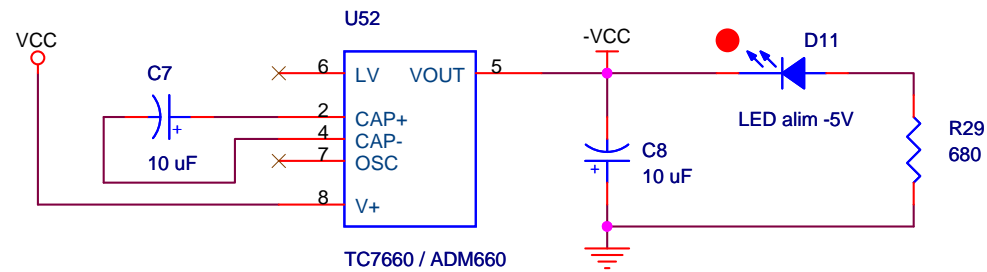 U52
VCC
-VCC
D11
C7
6
LV
VOUT
5
2
CAP+
+
4
CAP-
LED alim -5V
R29
680
10 uF
7
OSC
C8
10 uF
+
8
V+
TC7660 / ADM660